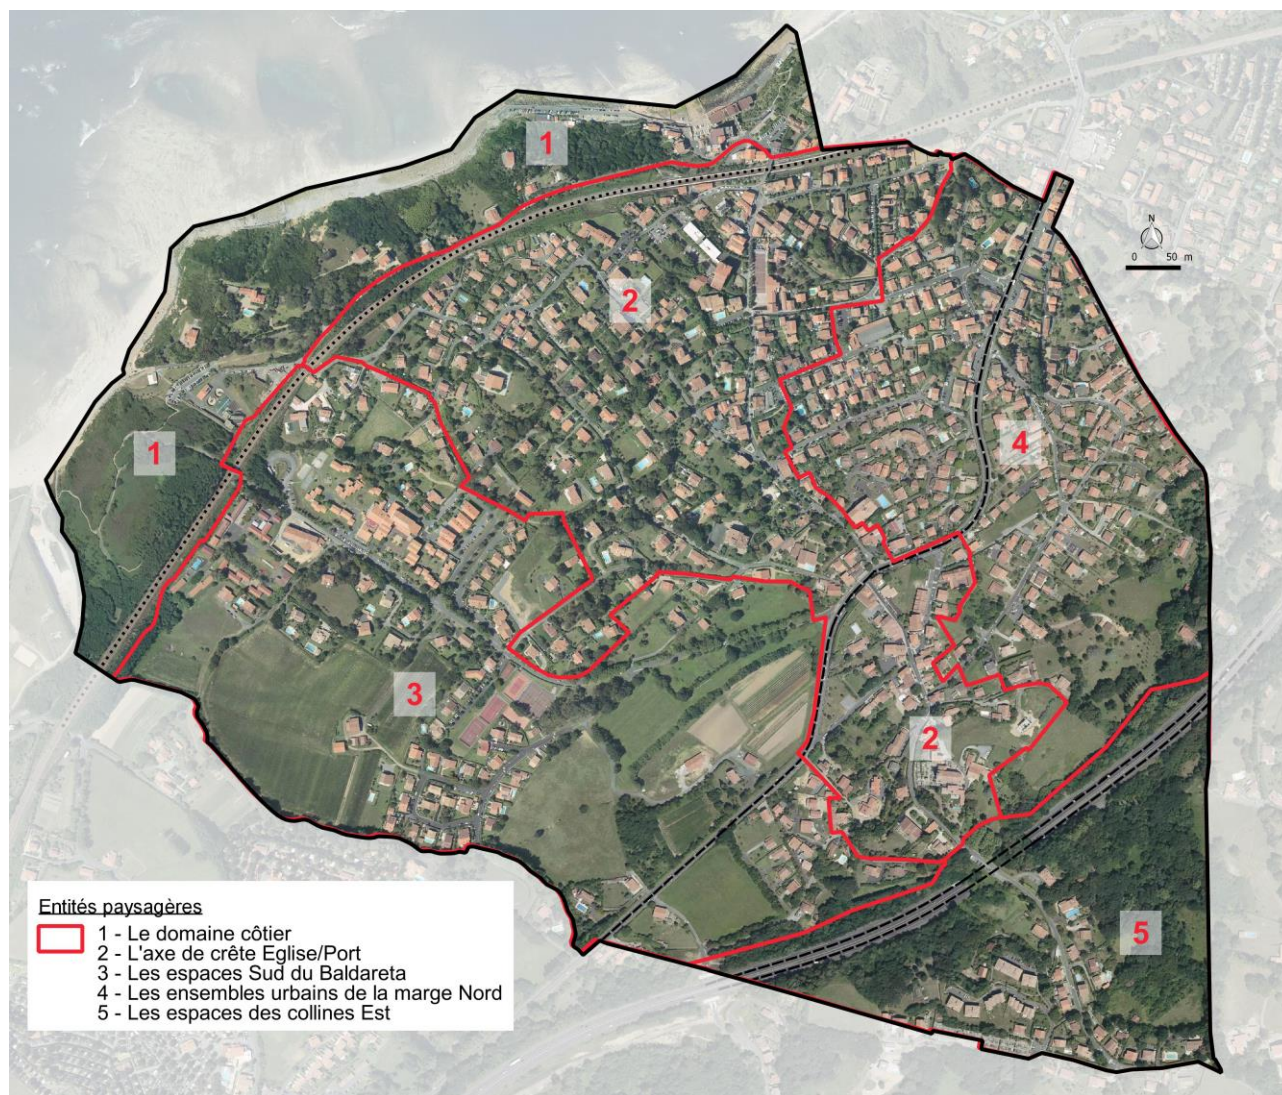 1
N
0 50 m
2
4
1
3
2
5
Entités paysagères
1 - Le domaine côtier
2 - L'axe de crête Eglise/Port
3 - Les espaces Sud du Baldareta
4 - Les ensembles urbains de la marge Nord
5 - Les espaces des collines Est